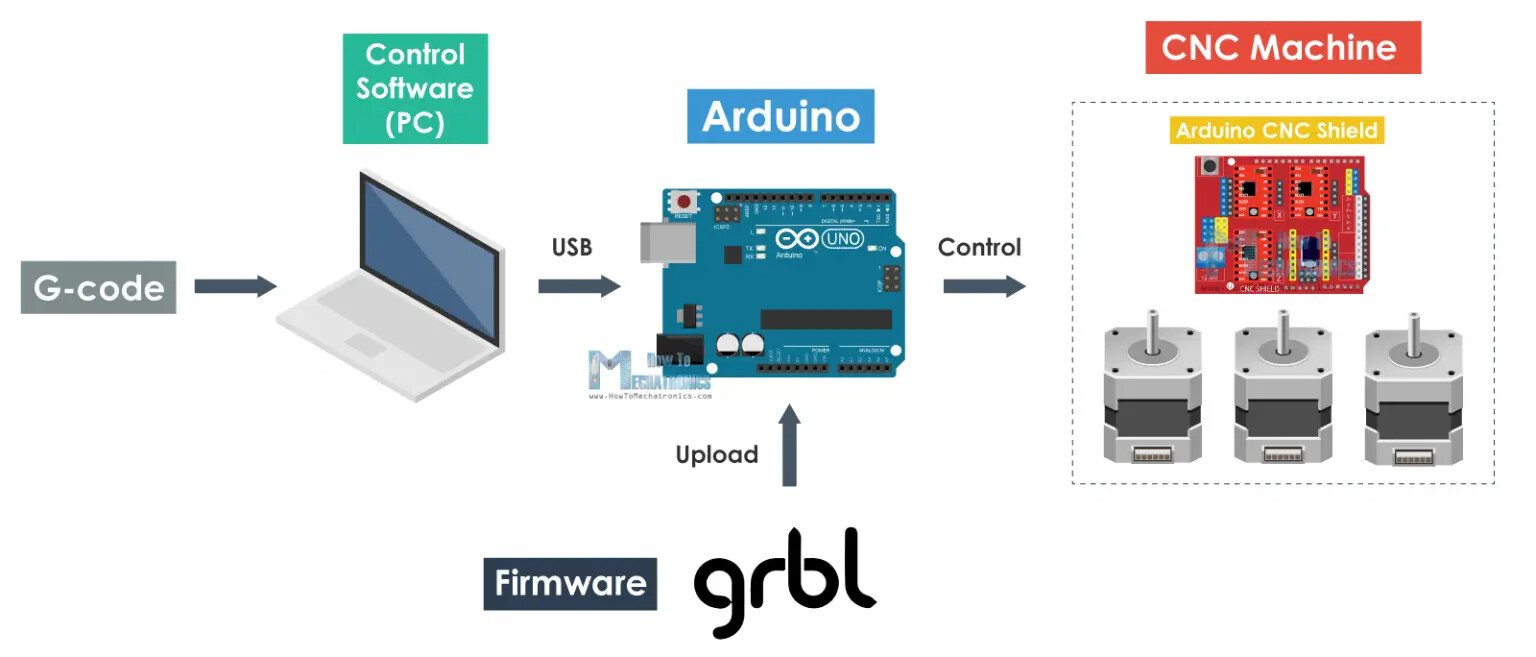 CNC Machine
Control
Software
(PC)
Arduino
Arduino CNC Shield
RESET
ICSP2
DIGITAL (PWM~)
L
TX
RX
UNO
Arduino
ON
ICSP
X
Y
CNC SHIELD
USB
Control
G-code
POWER
ANALOG IN
How To
MECHATRONICS
www.HowToMechatronics.com
Upload
Firmware
grbl